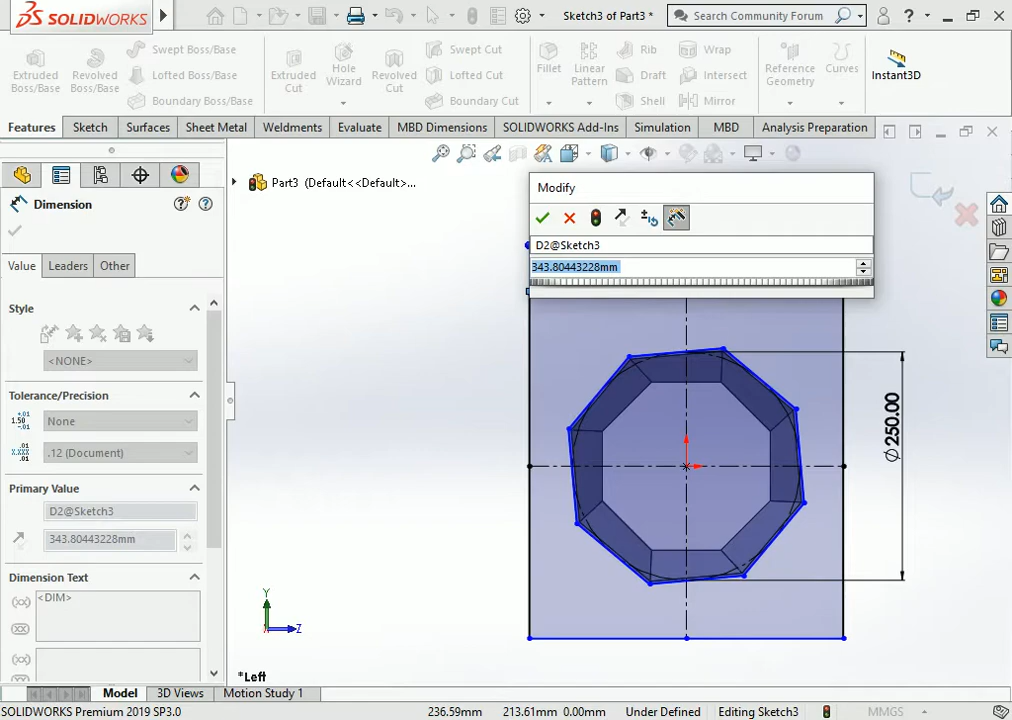 SOLIDWORKS
Sketch3 of Part3 *
Search Community Forum
Extruded Boss/Base
Revolved Boss/Base
Swept Boss/Base
Lofted Boss/Base
Boundary Boss/Base
Extruded Cut
Hole Wizard
Revolved Cut
Swept Cut
Lofted Cut
Boundary Cut
Fillet
Linear Pattern
Rib
Draft
Shell
Wrap
Intersect
Mirror
Reference Geometry
Curves
Instant3D
Features
Sketch
Surfaces
Sheet Metal
Weldments
Evaluate
MBD Dimensions
SOLIDWORKS Add-Ins
Simulation
MBD
Analysis Preparation
Part3 (Default<<Default>...
Dimension
Value
Leaders
Other
Style
<NONE>
Tolerance/Precision
None
.12 (Document)
Primary Value
D2@Sketch3
343.80443228mm
Dimension Text
<DIM>
Modify
D2@Sketch3
343.80443228mm
⌀250.00
Y
Z
*Left
Model
3D Views
Motion Study 1
SOLIDWORKS Premium 2019 SP3.0
236.59mm
213.61mm
0.00mm
Under Defined
Editing Sketch3
MMGS